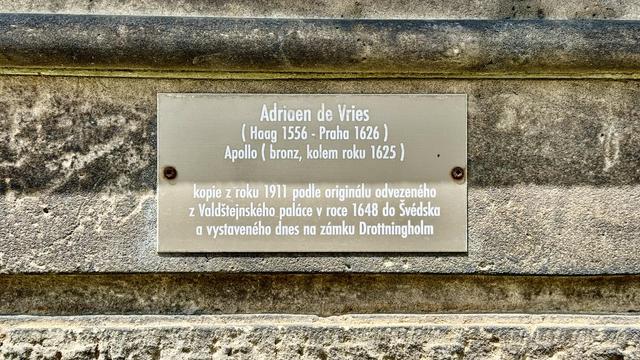 Adriaen de Vries
( Haag 1556 - Praha 1626 )
Apollo ( bronz, kolem roku 1625 )
kopie z roku 1911 podle originálu odvezeného
z Valdštejnského paláce v roce 1648 do Švédska
a vystaveného dnes na zámku Drottningholm